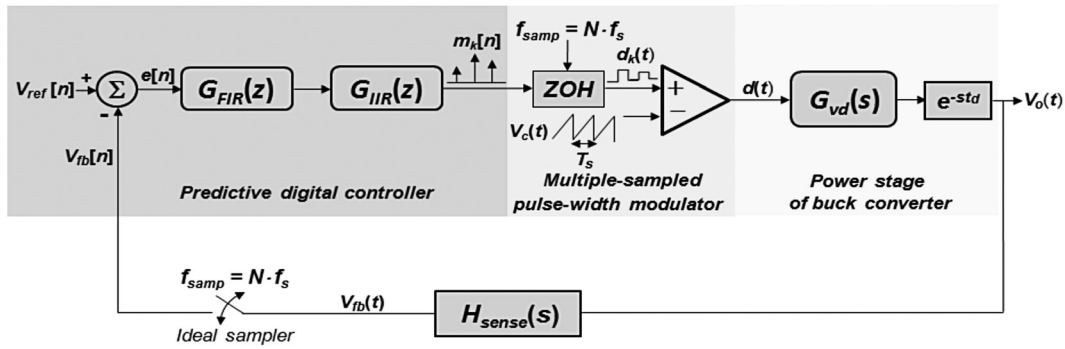 V_ref [n]
+
-
Σ
e[n]
G_FIR(z)
G_IIR(z)
m_k[n]
f_samp = N· f_s
ZOH
d_k(t)
+
−
V_c(t)
T_s
d(t)
G_vd(s)
e^-st_d
V_o(t)
V_fb[n]
Predictive digital controller
Multiple-sampled
pulse-width modulator
Power stage
of buck converter
f_samp = N· f_s
Ideal sampler
V_fb(t)
H_sense(s)